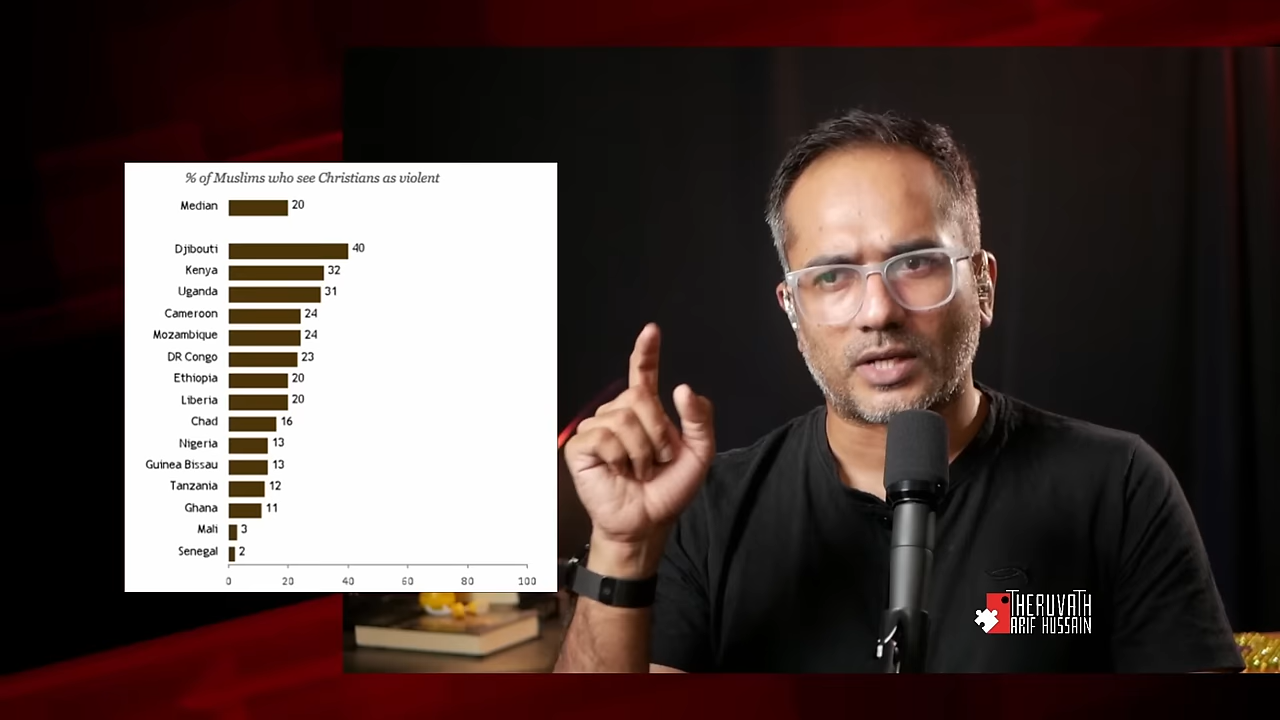 % of Muslims who see Christians as violent
Median 20
Djibouti 40
Kenya 32
Uganda 31
Cameroon 24
Mozambique 24
DR Congo 23
Ethiopia 20
Liberia 20
Chad 16
Nigeria 13
Guinea Bissau 13
Tanzania 12
Ghana 11
Mali 3
Senegal 2
0 20 40 60 80 100
THERUVATH
ARIF HUSSAIN